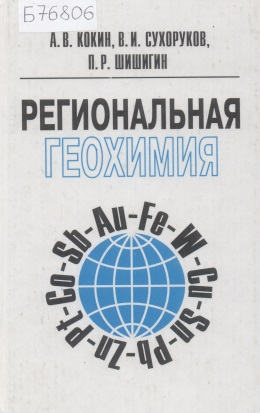 Б76806
А. В. КОКИН, В. И. СУХОРУКОВ,
П. Р. ШИШИГИН
РЕГИОНАЛЬНАЯ
ГЕОХИМИЯ
Zn-Pt-Co-Sb-Au-Fe-W-Cu-Sn-Pb-